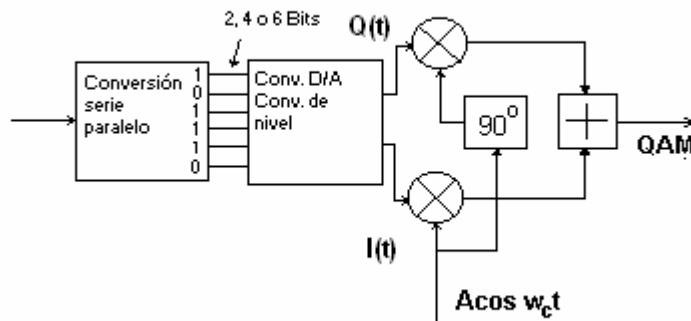 2, 4 o 6 Bits
Q(t)
Conversión
serie
paralelo
1
0
1
1
1
0
Conv. D/A
Conv. de
nivel
90°
QAM
I(t)
Acos w_ct